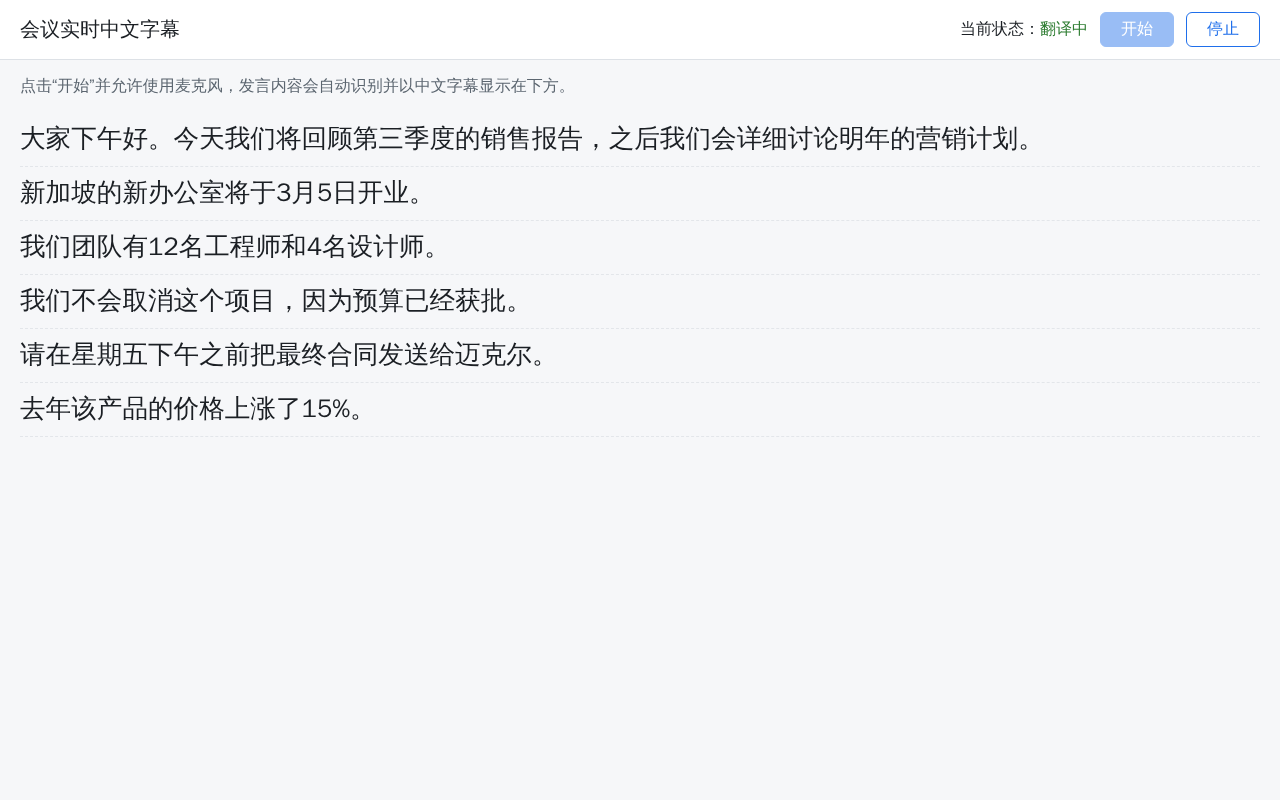 会议实时中文字幕
当前状态：翻译中
开始
停止
点击“开始”并允许使用麦克风，发言内容会自动识别并以中文字幕显示在下方。
大家下午好。今天我们将回顾第三季度的销售报告，之后我们会详细讨论明年的营销计划。
新加坡的新办公室将于3月5日开业。
我们团队有12名工程师和4名设计师。
我们不会取消这个项目，因为预算已经获批。
请在星期五下午之前把最终合同发送给迈克尔。
去年该产品的价格上涨了15%。